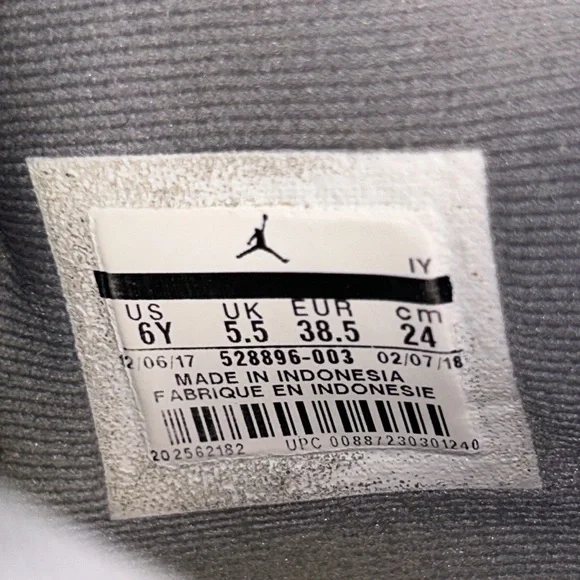 IY
US UK EUR cm
6Y 5.5 38.5 24
12/06/17 528896-003 02/07/18
MADE IN INDONESIA
FABRIQUE EN INDONESIE
202562182 UPC 00887230301240